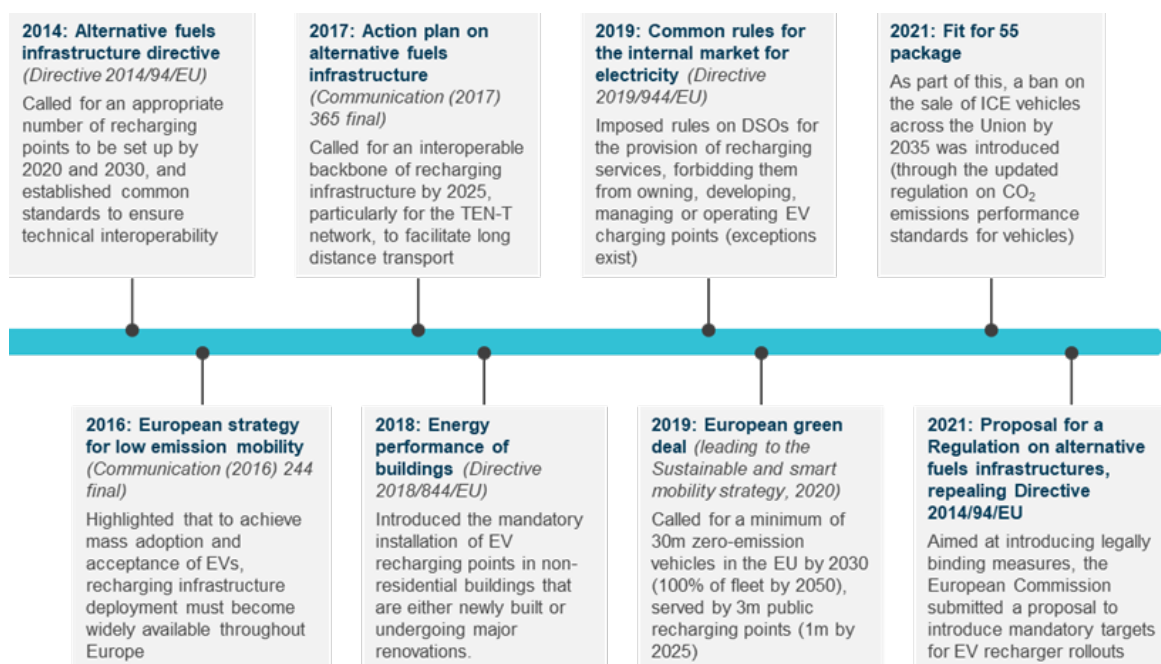 2014: Alternative fuels
infrastructure directive
(Directive 2014/94/EU)
Called for an appropriate
number of recharging
points to be set up by
2020 and 2030, and
established common
standards to ensure
technical interoperability
2017: Action plan on
alternative fuels
infrastructure
(Communication (2017)
365 final)
Called for an interoperable
backbone of recharging
infrastructure by 2025,
particularly for the TEN-T
network, to facilitate long
distance transport
2019: Common rules for
the internal market for
electricity (Directive
2019/944/EU)
Imposed rules on DSOs for
the provision of recharging
services, forbidding them
from owning, developing,
managing or operating EV
charging points (exceptions
exist)
2021: Fit for 55
package
As part of this, a ban on
the sale of ICE vehicles
across the Union by
2035 was introduced
(through the updated
regulation on CO₂
emissions performance
standards for vehicles)
2016: European strategy
for low emission mobility
(Communication (2016) 244
final)
Highlighted that to achieve
mass adoption and
acceptance of EVs,
recharging infrastructure
deployment must become
widely available throughout
Europe
2018: Energy
performance of
buildings (Directive
2018/844/EU)
Introduced the mandatory
installation of EV
recharging points in non-
residential buildings that
are either newly built or
undergoing major
renovations.
2019: European green
deal (leading to the
Sustainable and smart
mobility strategy, 2020)
Called for a minimum of
30m zero-emission
vehicles in the EU by 2030
(100% of fleet by 2050),
served by 3m public
recharging points (1m by
2025)
2021: Proposal for a
Regulation on alternative
fuels infrastructures,
repealing Directive
2014/94/EU
Aimed at introducing legally
binding measures, the
European Commission
submitted a proposal to
introduce mandatory targets
for EV recharger rollouts